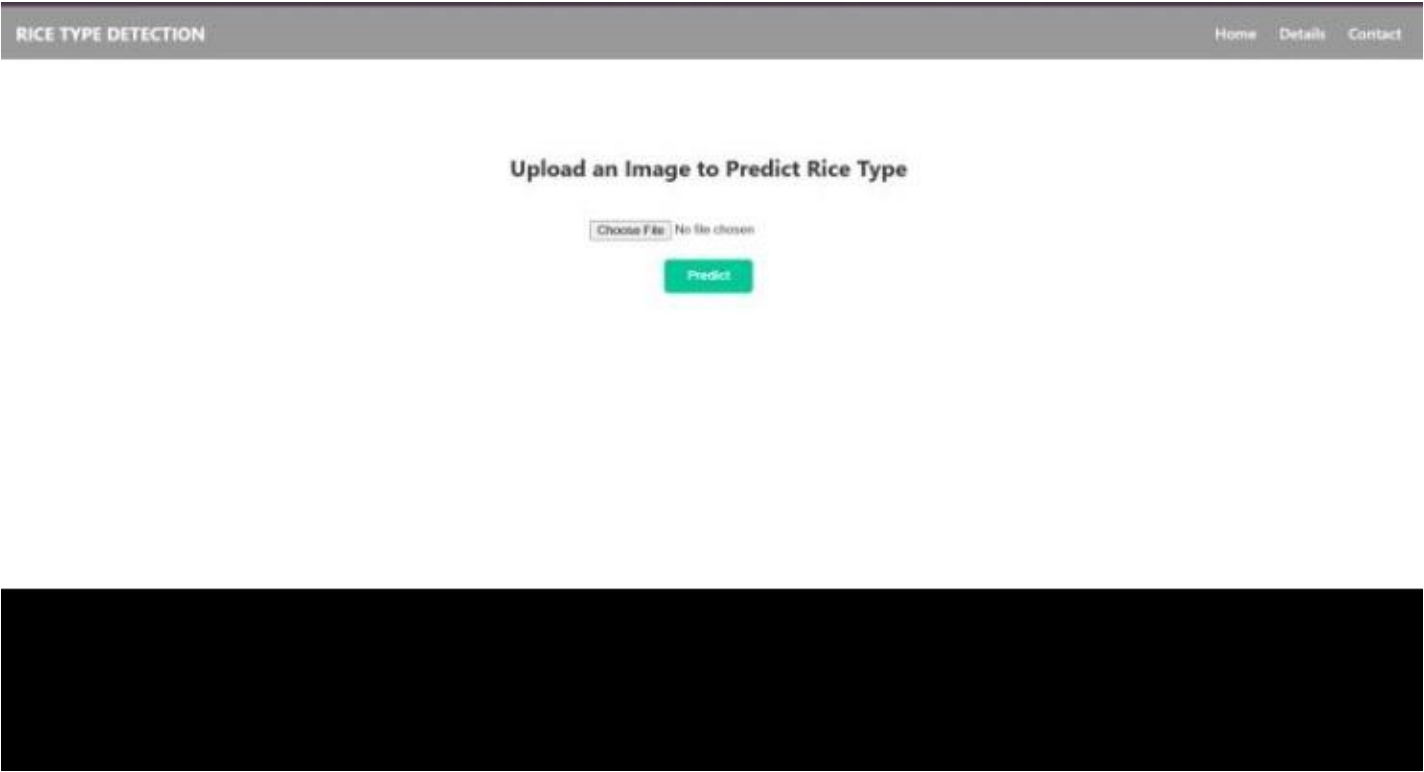 RICE TYPE DETECTION Home Details Contact
Upload an Image to Predict Rice Type
Choose File No file chosen
Predict